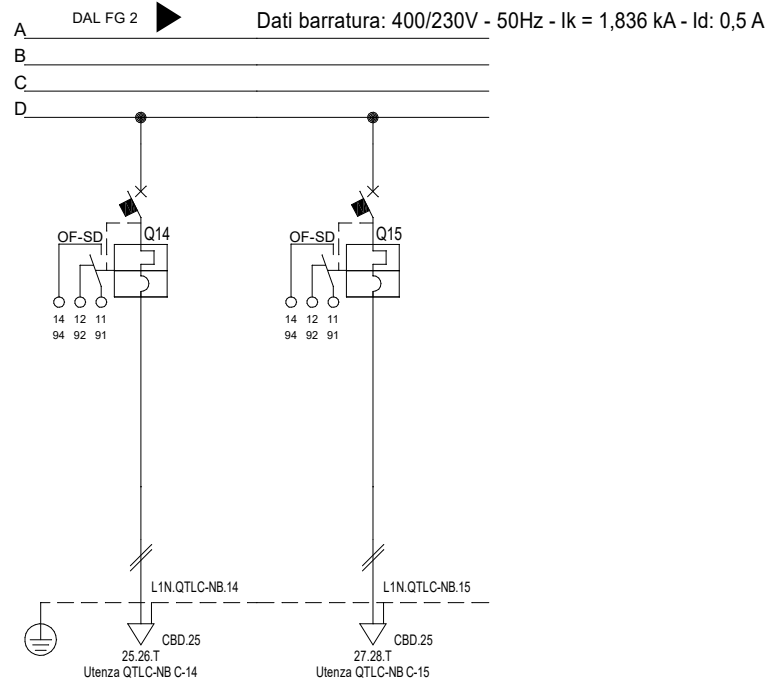 DAL FG 2
Dati barratura: 400/230V - 50Hz - Ik = 1,836 kA - Id: 0,5 A
A
B
C
D
OF-SD
Q14
OF-SD
Q15
14 12 11
94 92 91
14 12 11
94 92 91
L1N.QTLC-NB.14
L1N.QTLC-NB.15
CBD.25
CBD.25
25.26.T
27.28.T
Utenza QTLC-NB C-14
Utenza QTLC-NB C-15